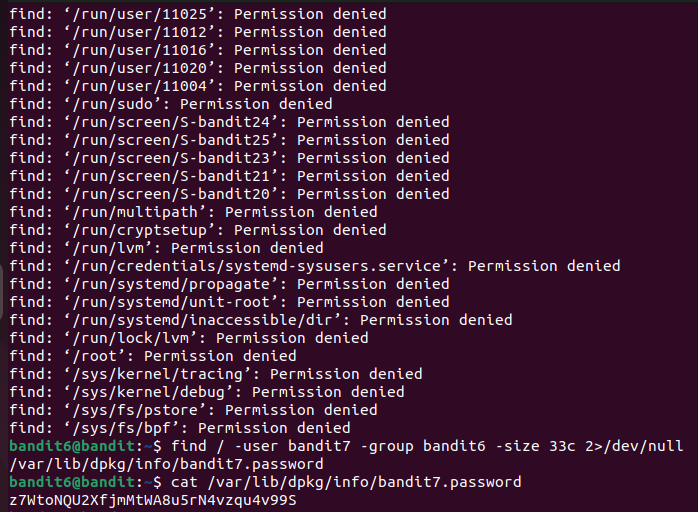 find: ‘/run/user/11025’: Permission denied
find: ‘/run/user/11012’: Permission denied
find: ‘/run/user/11016’: Permission denied
find: ‘/run/user/11020’: Permission denied
find: ‘/run/user/11004’: Permission denied
find: ‘/run/sudo’: Permission denied
find: ‘/run/screen/S-bandit24’: Permission denied
find: ‘/run/screen/S-bandit25’: Permission denied
find: ‘/run/screen/S-bandit23’: Permission denied
find: ‘/run/screen/S-bandit21’: Permission denied
find: ‘/run/screen/S-bandit20’: Permission denied
find: ‘/run/multipath’: Permission denied
find: ‘/run/cryptsetup’: Permission denied
find: ‘/run/lvm’: Permission denied
find: ‘/run/credentials/systemd-sysusers.service’: Permission denied
find: ‘/run/systemd/propagate’: Permission denied
find: ‘/run/systemd/unit-root’: Permission denied
find: ‘/run/systemd/inaccessible/dir’: Permission denied
find: ‘/run/lock/lvm’: Permission denied
find: ‘/root’: Permission denied
find: ‘/sys/kernel/tracing’: Permission denied
find: ‘/sys/kernel/debug’: Permission denied
find: ‘/sys/fs/pstore’: Permission denied
find: ‘/sys/fs/bpf’: Permission denied
bandit6@bandit:~$ find / -user bandit7 -group bandit6 -size 33c 2>/dev/null
/var/lib/dpkg/info/bandit7.password
bandit6@bandit:~$ cat /var/lib/dpkg/info/bandit7.password
z7WtoNQU2XfjmMtWA8u5rN4vzqu4v99S